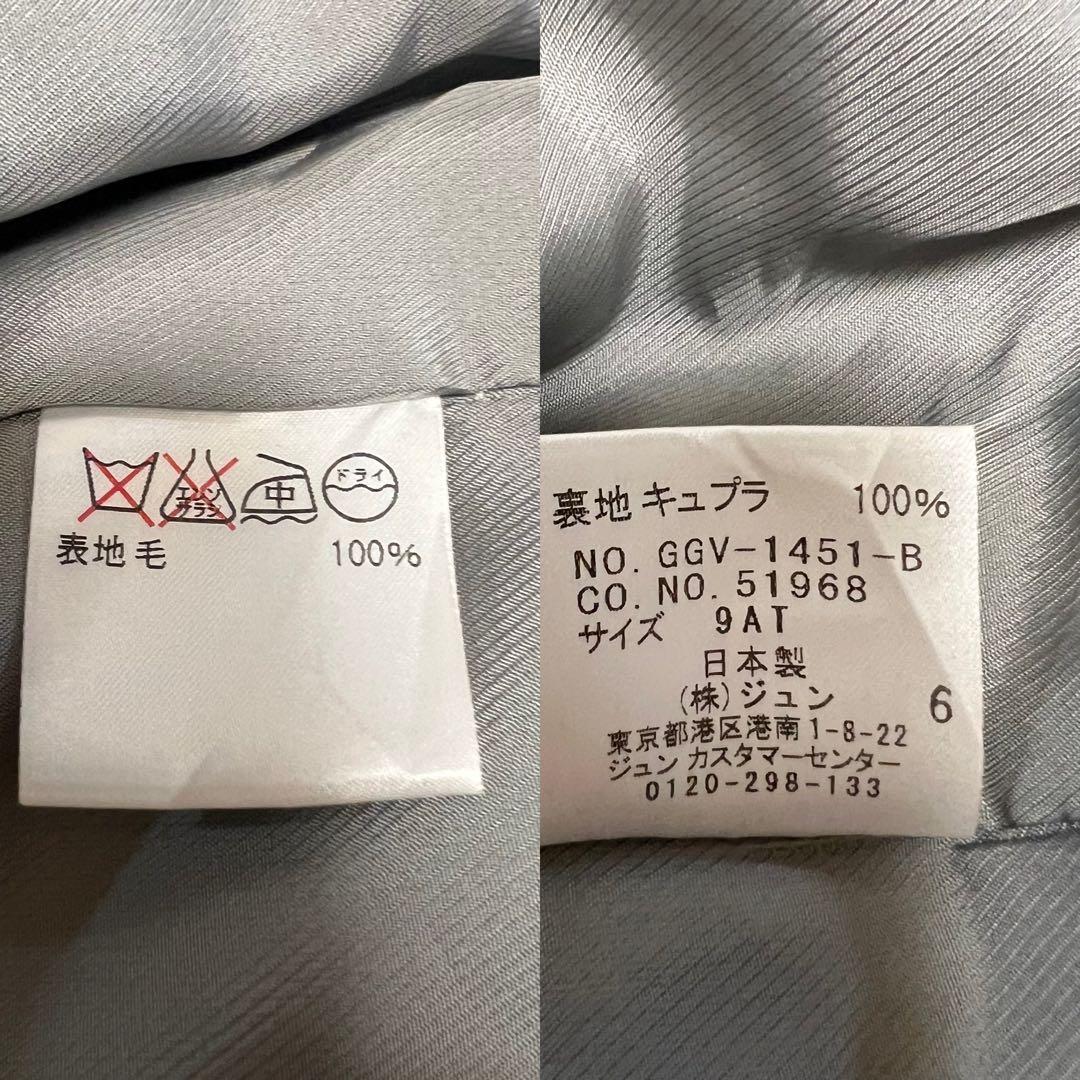 エンソ
サラシ
中
ドライ
表地 毛 100%
裏地 キュプラ 100%
NO. GGV-1451-B
CO. NO. 51968
サイズ 9AT
日本製
(株)ジュン 6
東京都港区港南1-8-22
ジュン カスタマーセンター
0120-298-133